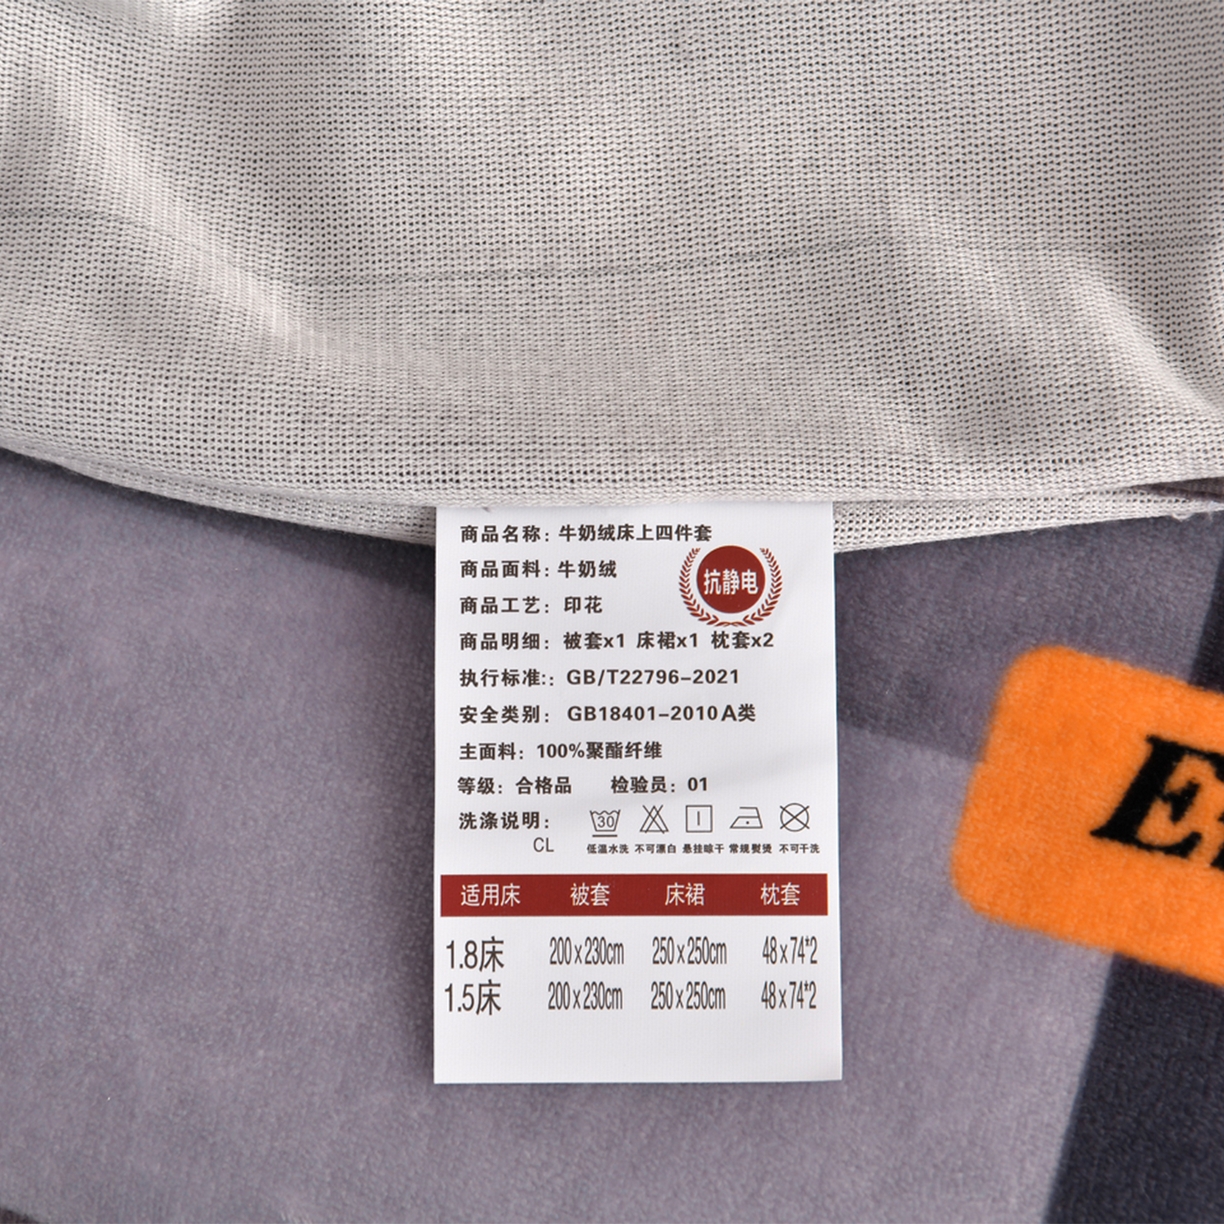 商品名称：牛奶绒床上四件套
商品面料：牛奶绒
抗静电
商品工艺：印花
商品明细：被套x1 床裙x1 枕套x2
执行标准:：GB/T22796-2021
安全类别：GB18401-2010A类
主面料：100%聚酯纤维
等级：合格品 检验员：01
洗涤说明：
30
CL
低温水洗 不可漂白 悬挂晾干 常规熨烫 不可干洗
适用床 被套 床裙 枕套
1.8床 200x230cm 250x250cm 48x74*2
1.5床 200x230cm 250x250cm 48x74*2